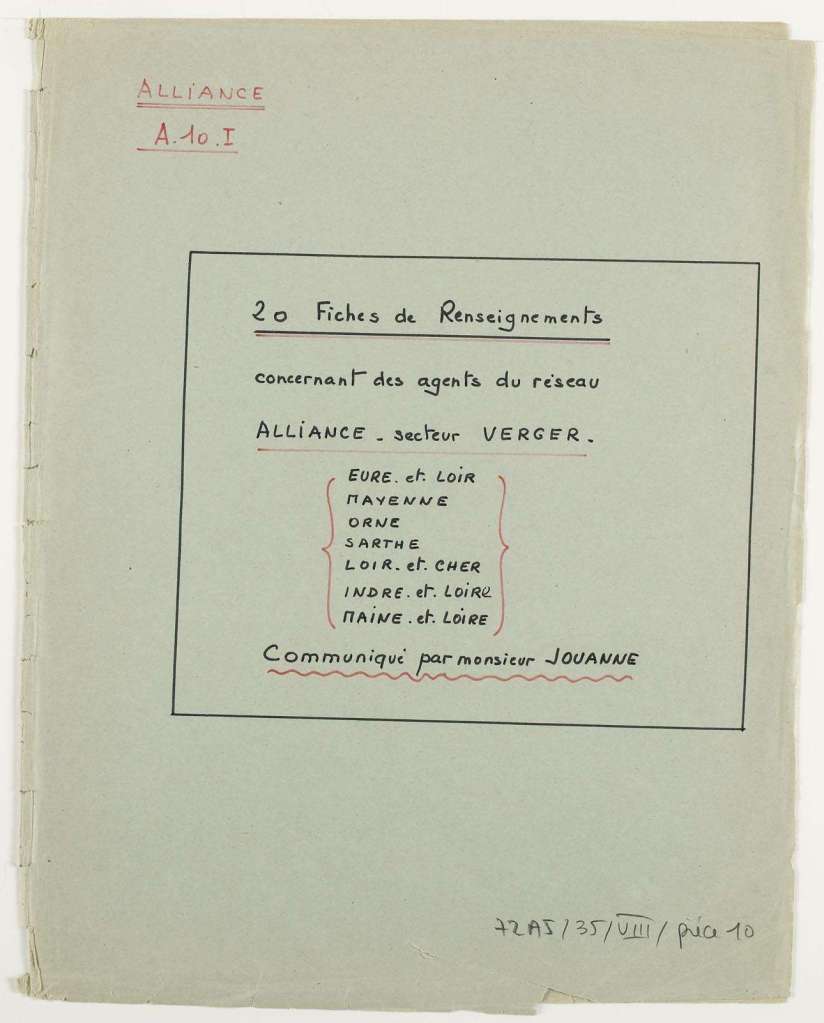 ALLIANCE
A.10.I
20 Fiches de Renseignements
concernant des agents du réseau
ALLIANCE - secteur VERGER.
EURE.et.LOIR
MAYENNE
ORNE
SARTHE
LOIR.et.CHER
INDRE.et.LOIRe
MAINE.et.LOIRE
Communiqué par monsieur JOUANNE
72AJ/35/VIII/ pièce 10